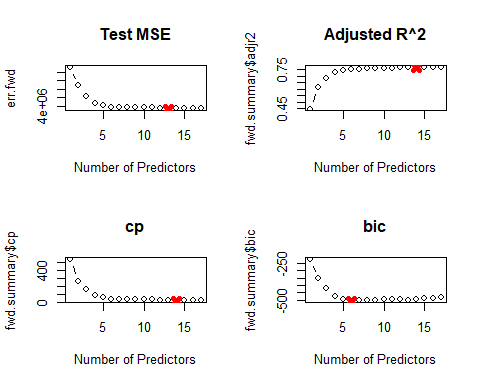 Test MSE
err.fwd
4e+06
5 10 15
Number of Predictors
Adjusted R^2
fwd.summary$adjr2
0.45 0.75
5 10 15
Number of Predictors
cp
fwd.summary$cp
0 400
5 10 15
Number of Predictors
bic
fwd.summary$bic
-500 -250
5 10 15
Number of Predictors